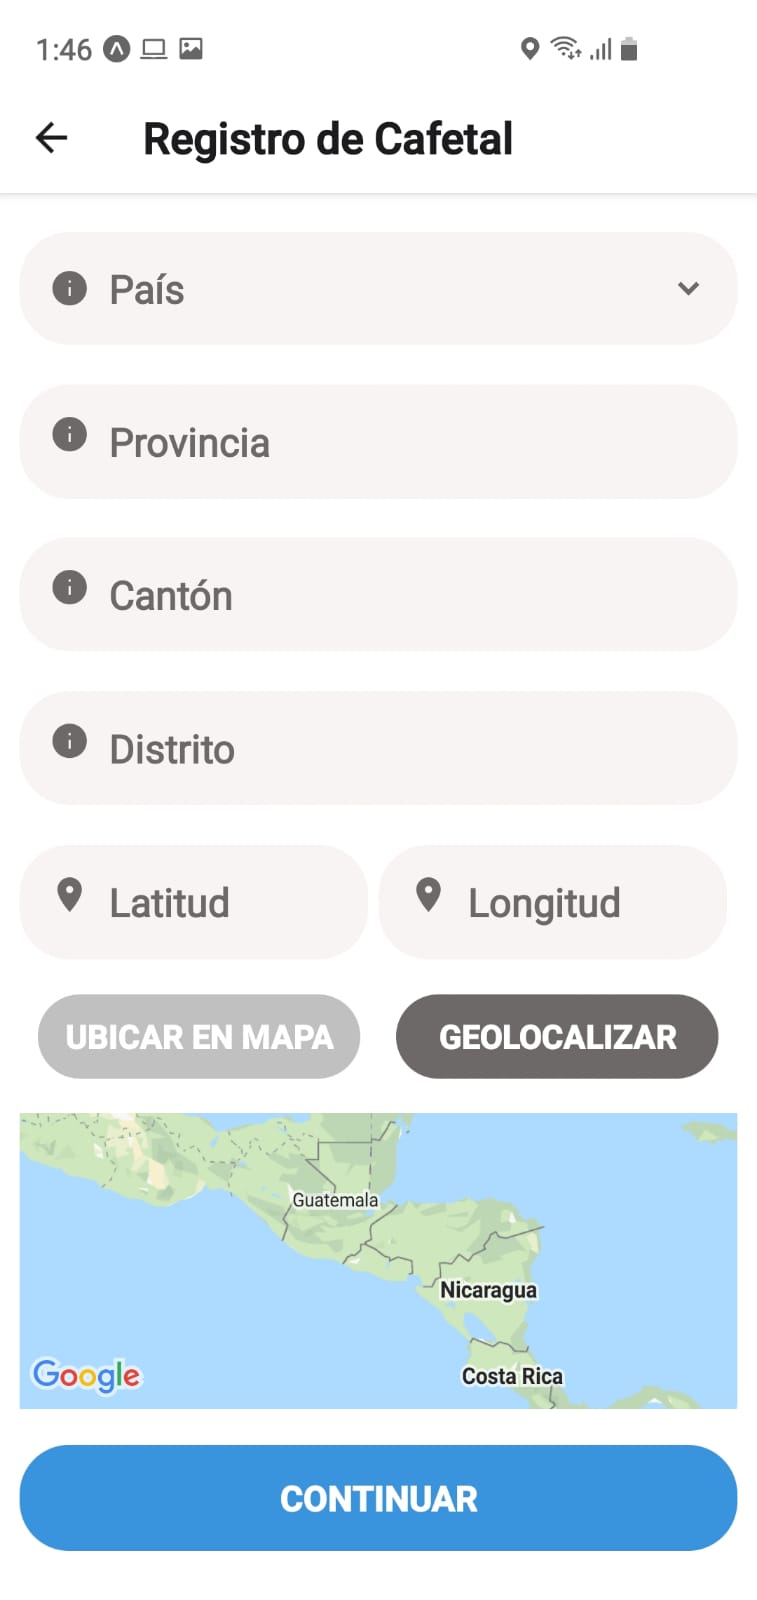 1:46
Registro de Cafetal
País
Provincia
Cantón
Distrito
Latitud Longitud
UBICAR EN MAPA GEOLOCALIZAR
Guatemala
Nicaragua
Costa Rica
Google
CONTINUAR